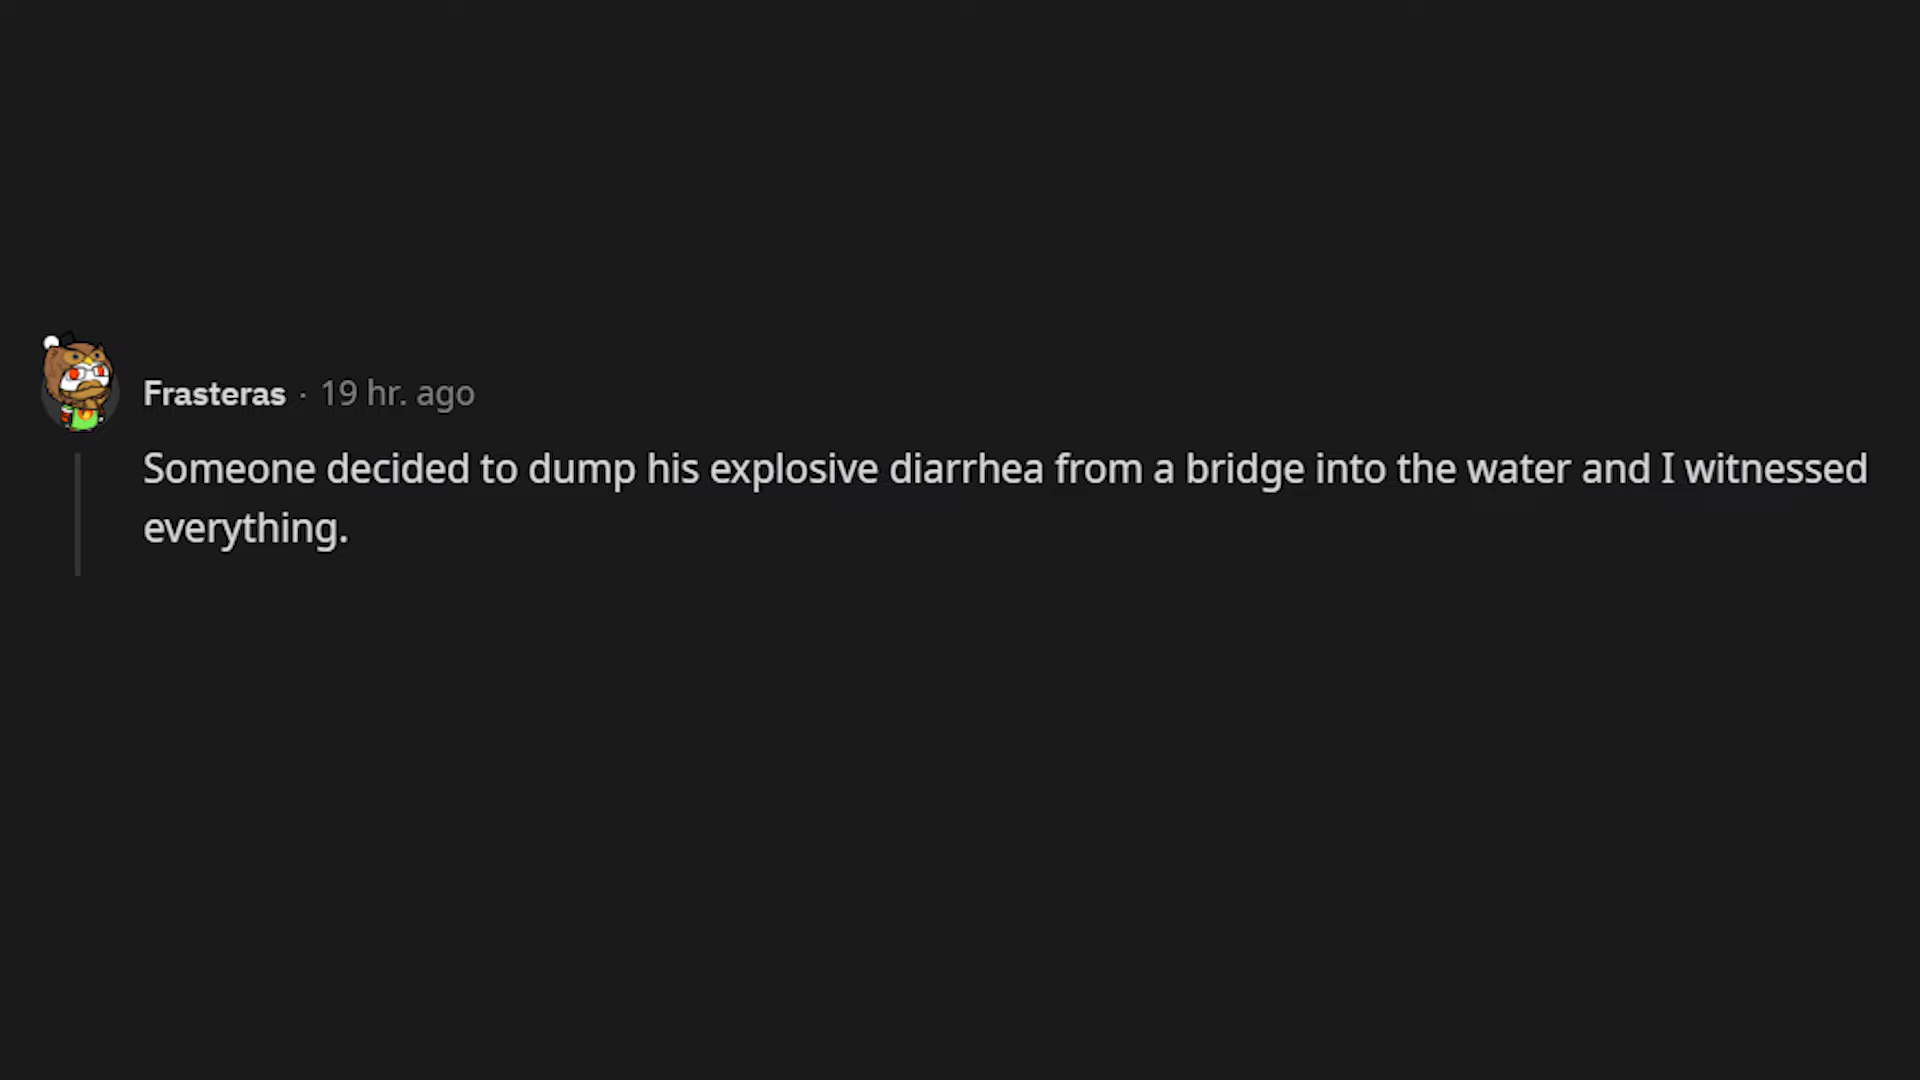 Frasteras · 19 hr. ago
Someone decided to dump his explosive diarrhea from a bridge into the water and I witnessed
everything.